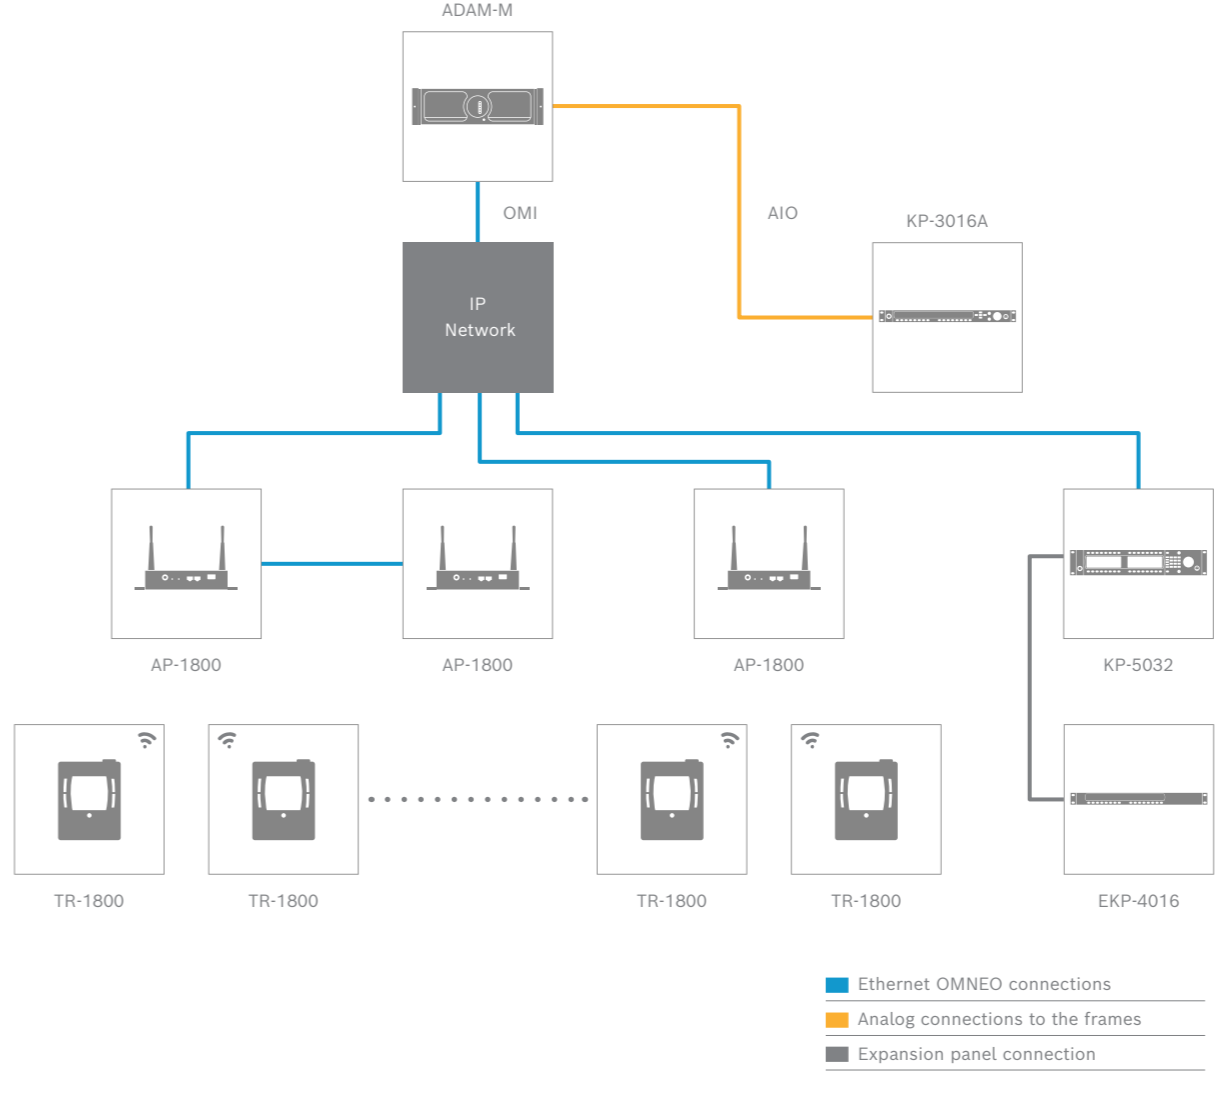 ADAM-M
OMI
AIO
KP-3016A
IP
Network
AP-1800
AP-1800
AP-1800
KP-5032
TR-1800
TR-1800
TR-1800
TR-1800
EKP-4016
Ethernet OMNEO connections
Analog connections to the frames
Expansion panel connection